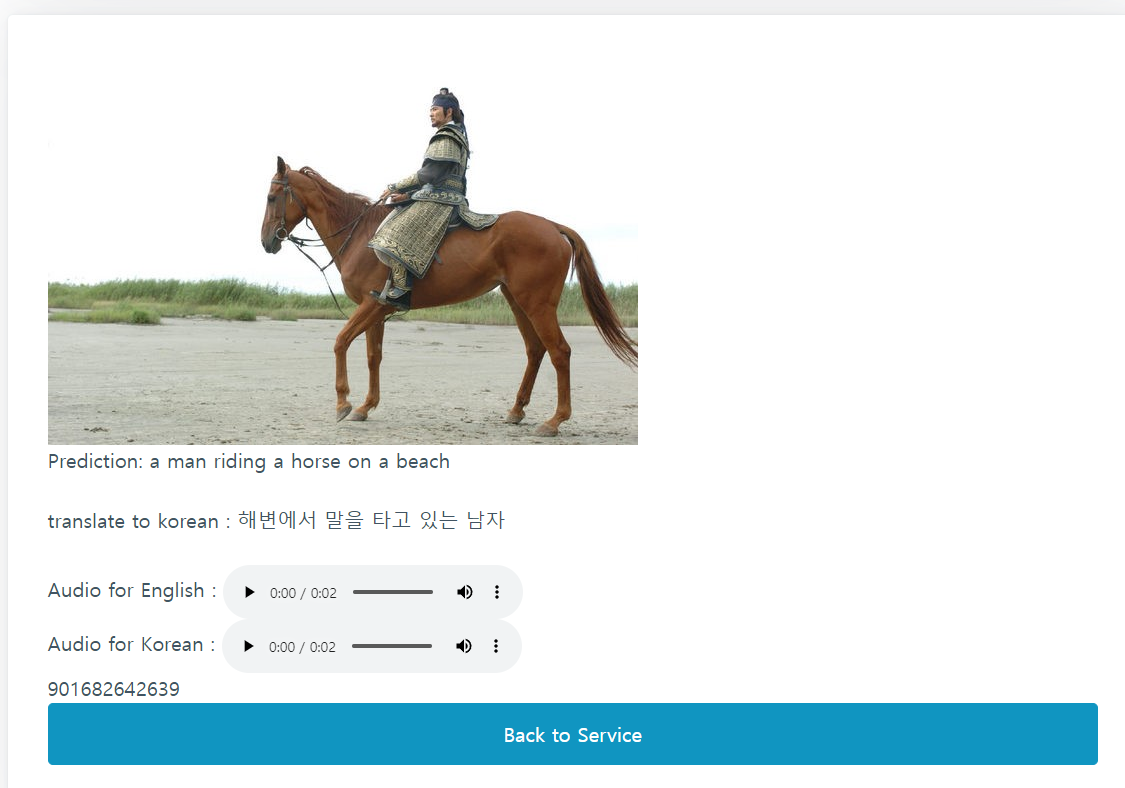 Prediction: a man riding a horse on a beach
translate to korean : 해변에서 말을 타고 있는 남자
Audio for English : 0:00 / 0:02
Audio for Korean : 0:00 / 0:02
901682642639
Back to Service